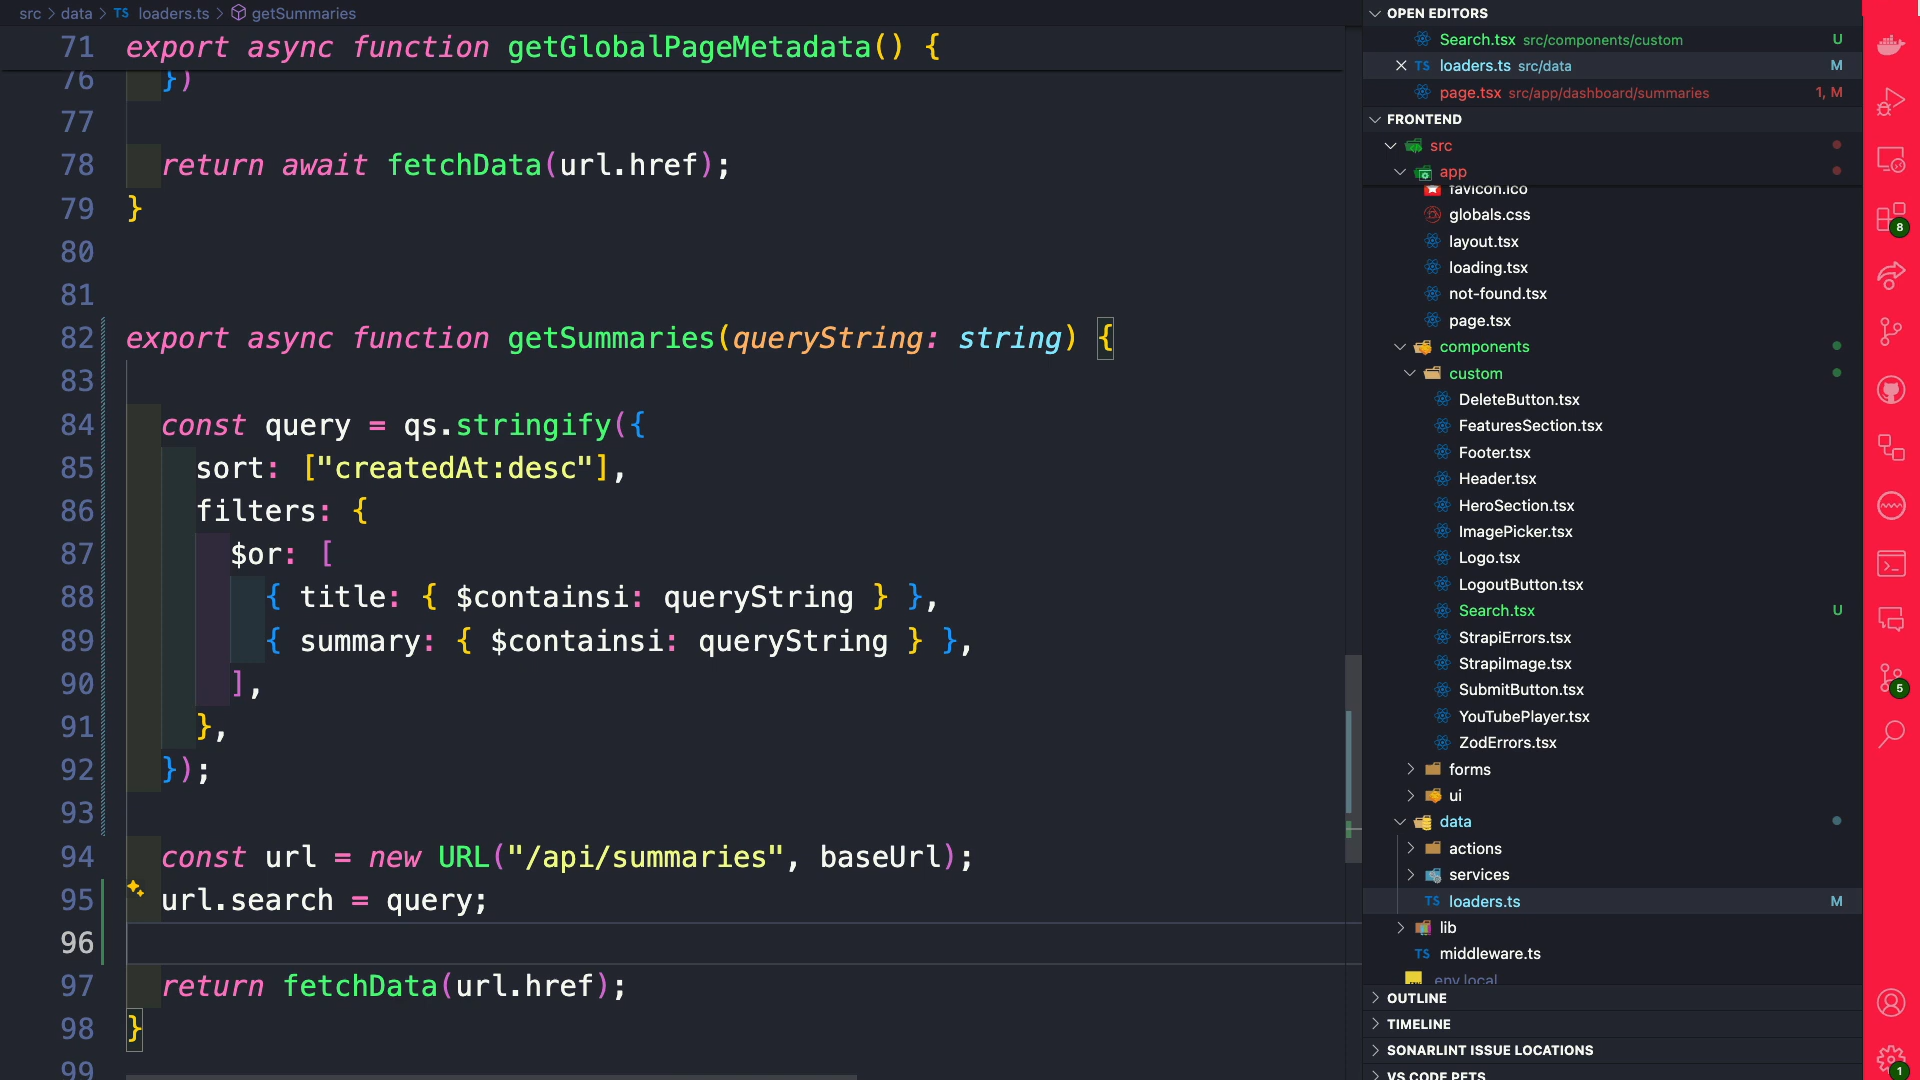 src > data > TS loaders.ts > getSummaries
71 export async function getGlobalPageMetadata() {
76 })
77
78 return await fetchData(url.href);
79 }
80
81
82 export async function getSummaries(queryString: string) {
83
84 const query = qs.stringify({
85 sort: ["createdAt:desc"],
86 filters: {
87 $or: [
88 { title: { $containsi: queryString } },
89 { summary: { $containsi: queryString } },
90 ],
91 },
92 });
93
94 const url = new URL("/api/summaries", baseUrl);
95 url.search = query;
96
97 return fetchData(url.href);
98 }
99
OPEN EDITORS
Search.tsx src/components/custom U
TS loaders.ts src/data M
page.tsx src/app/dashboard/summaries 1, M
FRONTEND
src
app
favicon.ico
globals.css
layout.tsx
loading.tsx
not-found.tsx
page.tsx
components
custom
DeleteButton.tsx
FeaturesSection.tsx
Footer.tsx
Header.tsx
HeroSection.tsx
ImagePicker.tsx
Logo.tsx
LogoutButton.tsx
Search.tsx U
StrapiErrors.tsx
StrapiImage.tsx
SubmitButton.tsx
YouTubePlayer.tsx
ZodErrors.tsx
forms
ui
data
actions
services
TS loaders.ts M
lib
TS middleware.ts
.env.local
OUTLINE
TIMELINE
SONARLINT ISSUE LOCATIONS
VS CODE PETS
8
5
1